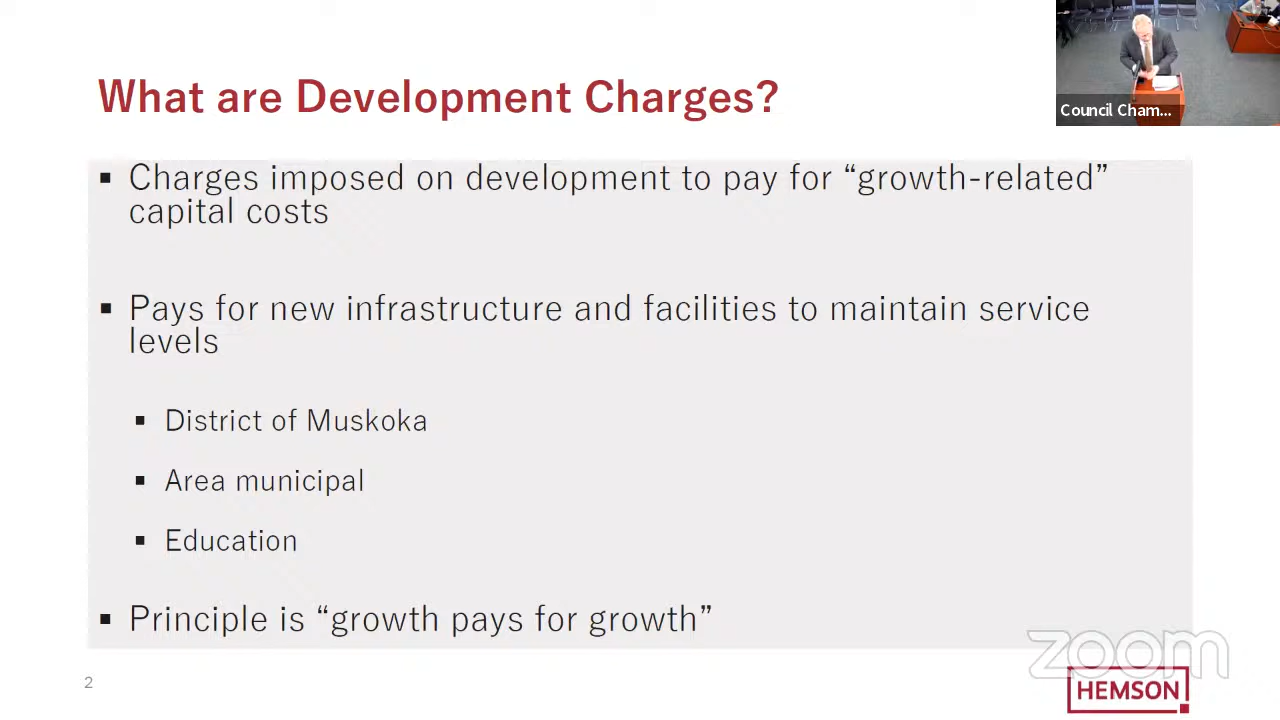 Council Cham...
What are Development Charges?
▪ Charges imposed on development to pay for “growth-related”
capital costs
▪ Pays for new infrastructure and facilities to maintain service
levels
▪ District of Muskoka
▪ Area municipal
▪ Education
▪ Principle is “growth pays for growth”
zoom
2
HEMSON